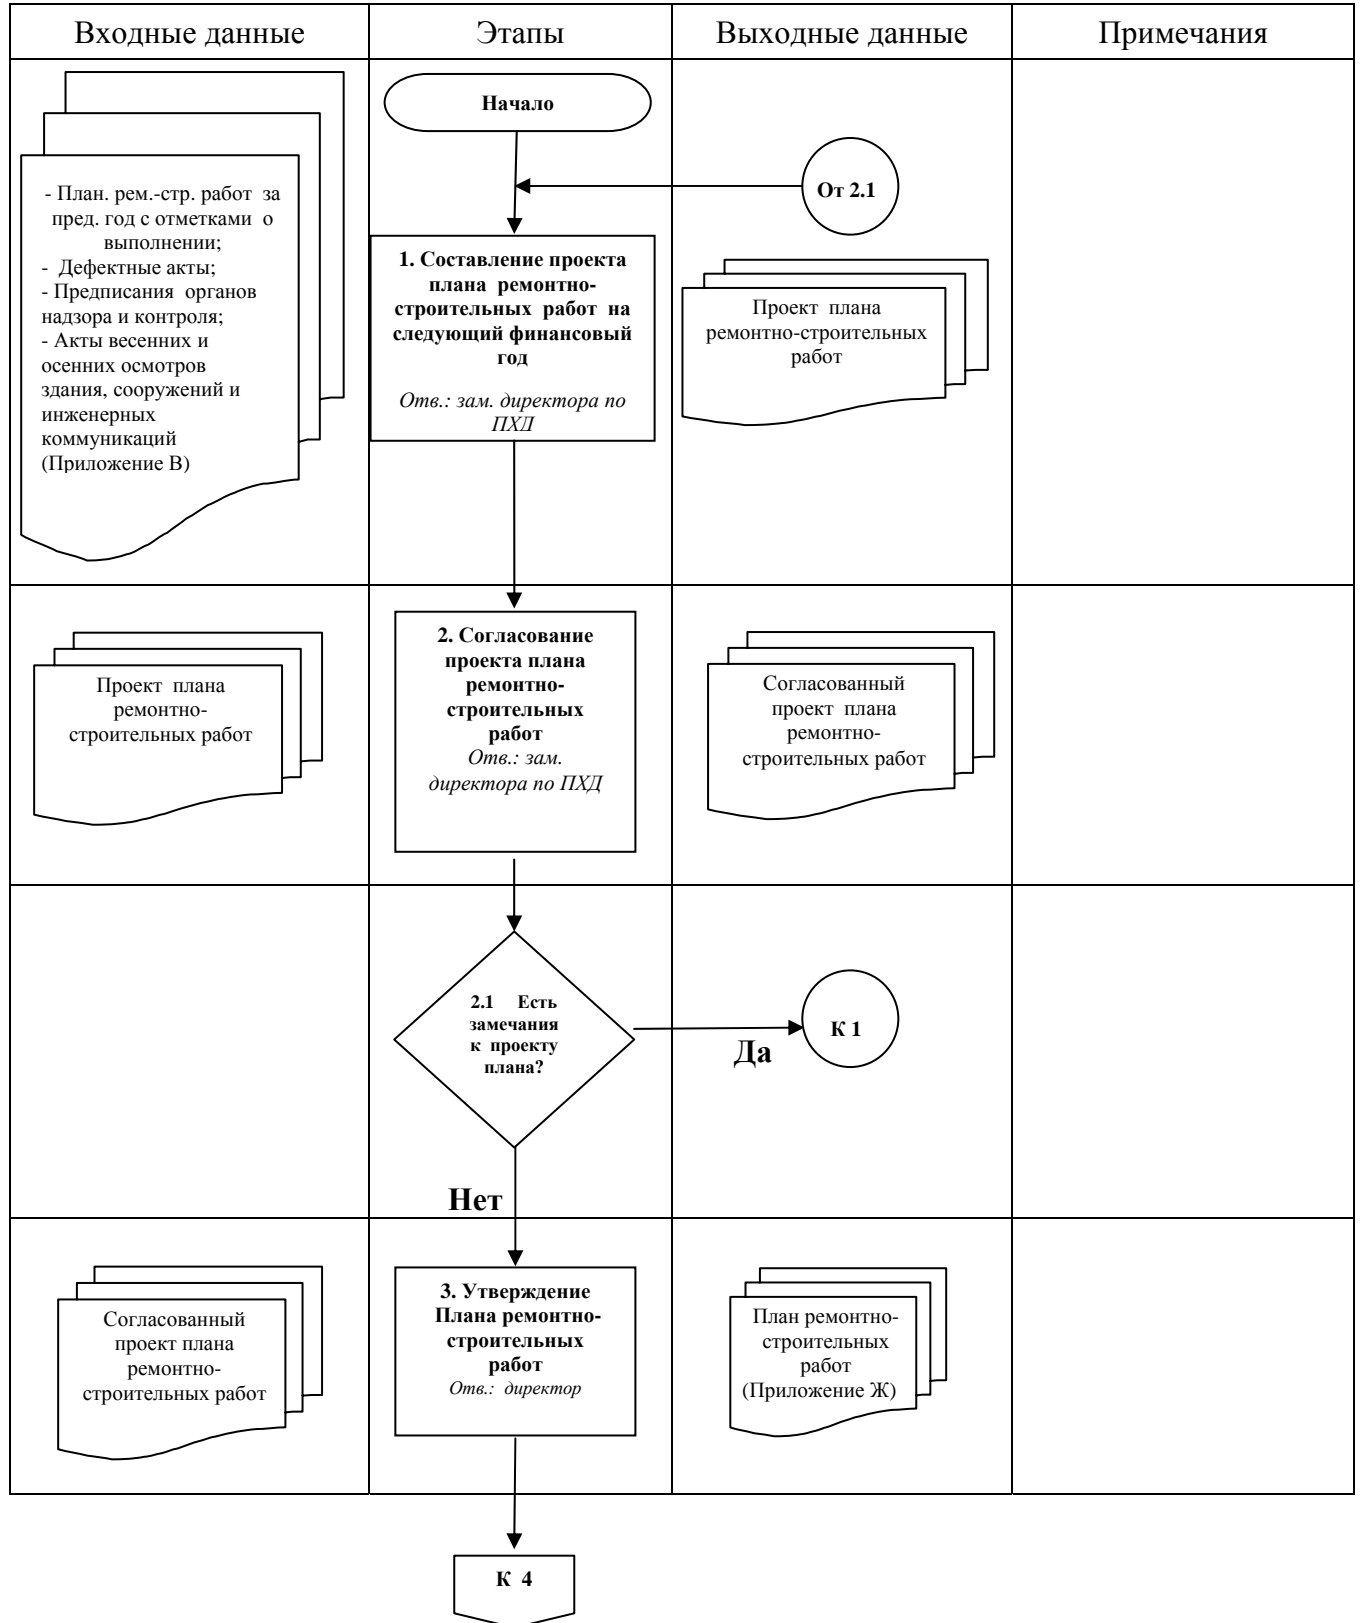 Входные данные
Этапы
Выходные данные
Примечания
Начало
От 2.1
- План. рем.-стр. работ за
пред. год с отметками о
выполнении;
- Дефектные акты;
- Предписания органов
надзора и контроля;
- Акты весенних и
осенних осмотров
здания, сооружений и
инженерных
коммуникаций
(Приложение В)
1. Составление проекта
плана ремонтно-
строительных работ на
следующий финансовый
год
Отв.: зам. директора по
ПХД
Проект плана
ремонтно-строительных
работ
Проект плана
ремонтно-
строительных работ
2. Согласование
проекта плана
ремонтно-
строительных
работ
Отв.: зам.
директора по ПХД
Согласованный
проект плана
ремонтно-
строительных работ
2.1 Есть
замечания
к проекту
плана?
Да
К 1
Нет
Согласованный
проект плана
ремонтно-
строительных работ
3. Утверждение
Плана ремонтно-
строительных
работ
Отв.: директор
План ремонтно-
строительных
работ
(Приложение Ж)
К 4